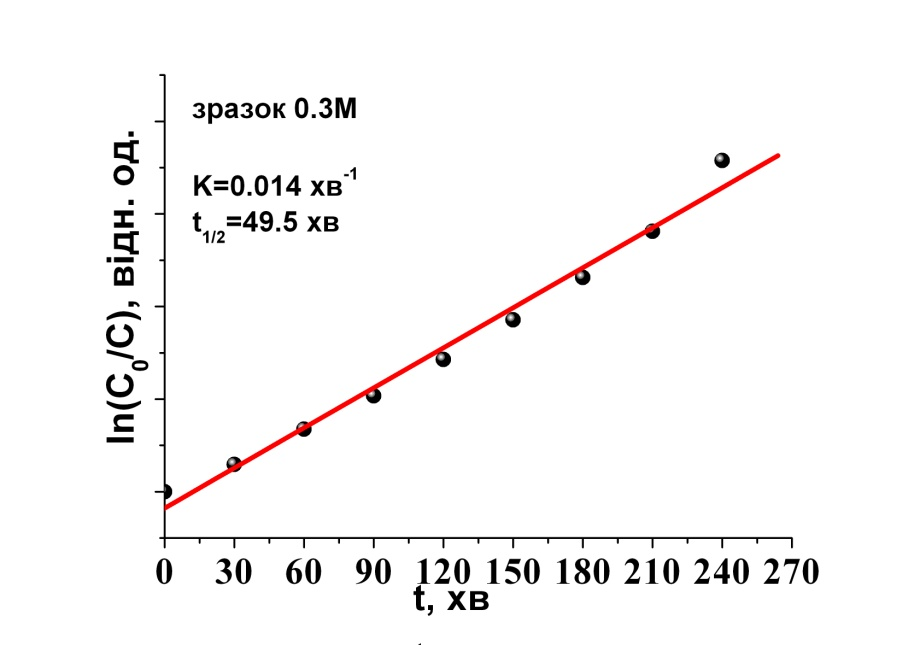 зразок 0.3М
K=0.014 хв⁻¹
t₁/₂=49.5 хв
ln(C₀/C), відн. од.
0 30 60 90 120 150 180 210 240 270
t, хв